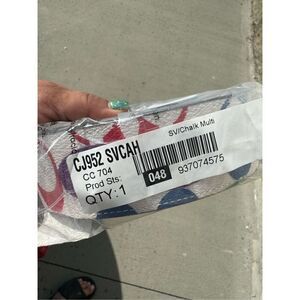 CJ952 SVCAH
SV/Chalk Multi
CC 704
Prod Sts:
QTY: 1
048
937074575